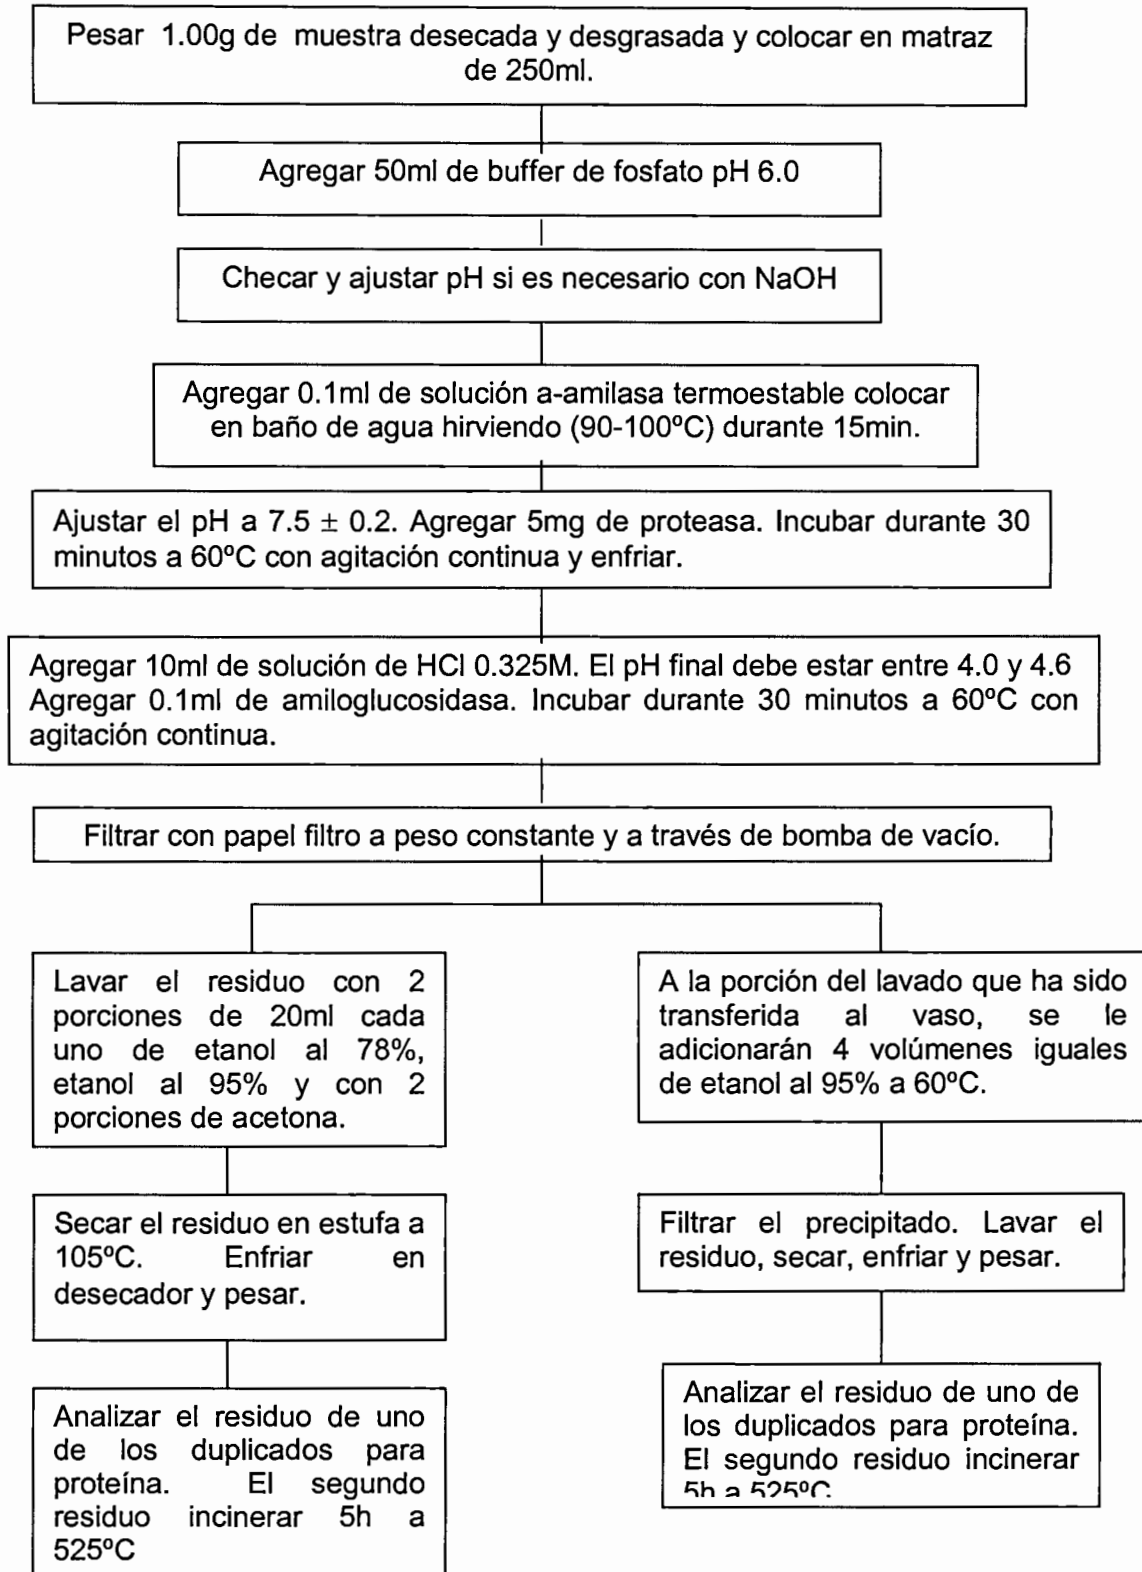 Pesar 1.00g de muestra desecada y desgrasada y colocar en matraz
de 250ml.
Agregar 50ml de buffer de fosfato pH 6.0
Checar y ajustar pH si es necesario con NaOH
Agregar 0.1ml de solución a-amilasa termoestable colocar
en baño de agua hirviendo (90-100ºC) durante 15min.
Ajustar el pH a 7.5 ± 0.2. Agregar 5mg de proteasa. Incubar durante 30
minutos a 60ºC con agitación continua y enfriar.
Agregar 10ml de solución de HCl 0.325M. El pH final debe estar entre 4.0 y 4.6
Agregar 0.1ml de amiloglucosidasa. Incubar durante 30 minutos a 60ºC con
agitación continua.
Filtrar con papel filtro a peso constante y a través de bomba de vacío.
Lavar el residuo con 2
porciones de 20ml cada
uno de etanol al 78%,
etanol al 95% y con 2
porciones de acetona.
Secar el residuo en estufa a
105ºC. Enfriar en
desecador y pesar.
Analizar el residuo de uno
de los duplicados para
proteína. El segundo
residuo incinerar 5h a
525ºC
A la porción del lavado que ha sido
transferida al vaso, se le
adicionarán 4 volúmenes iguales
de etanol al 95% a 60ºC.
Filtrar el precipitado. Lavar el
residuo, secar, enfriar y pesar.
Analizar el residuo de uno de
los duplicados para proteína.
El segundo residuo incinerar
5h a 525ºC